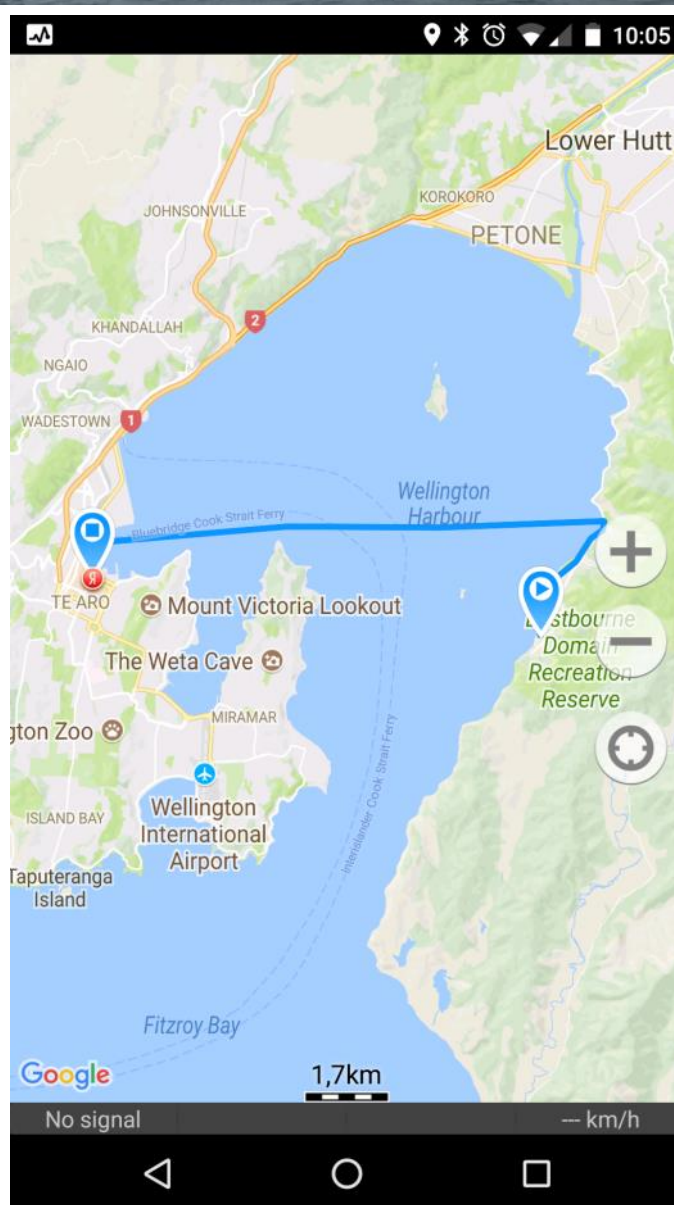 10:05
Lower Hutt
KOROKORO
JOHNSONVILLE
PETONE
2
KHANDALLAH
NGAIO
WADESTOWN
1
Wellington
Harbour
Bluebridge Cook Strait Ferry
Я
TE ARO
Mount Victoria Lookout
The Weta Cave
gton Zoo
MIRAMAR
stbourne
Domain
Recreation
Reserve
Wellington
International
Airport
ISLAND BAY
Interislander Cook Strait Ferry
Taputeranga
Island
Fitzroy Bay
Google
1,7km
No signal
--- km/h